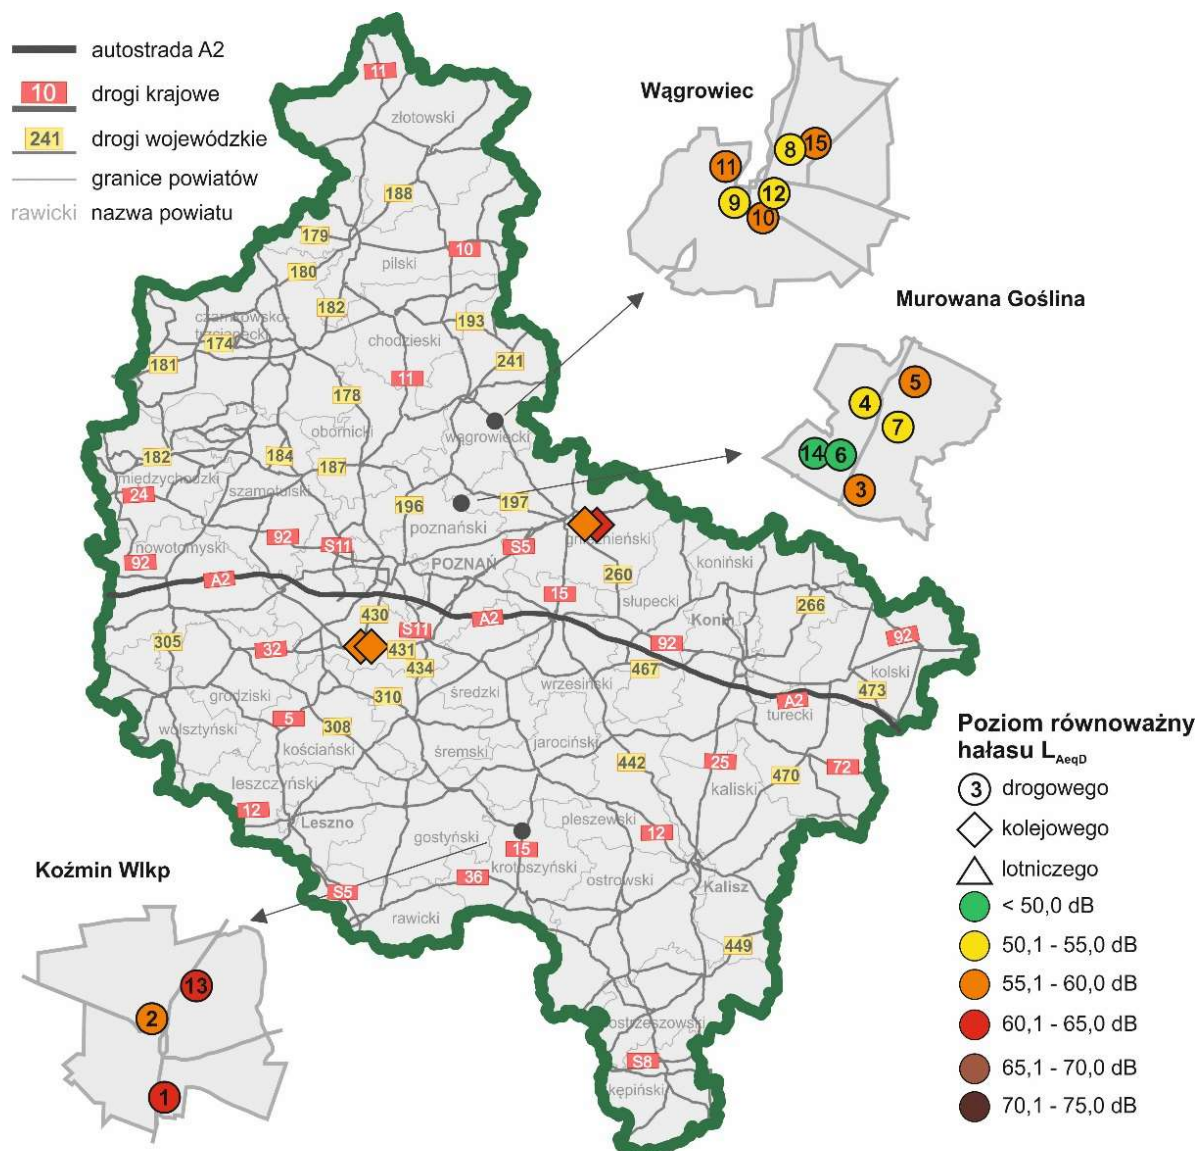 autostrada A2
10 drogi krajowe
241 drogi wojewódzkie
granice powiatów
rawicki nazwa powiatu
11
złotowski
188
179
10
180
pilski
182
czarnkowsko-
trzcianecki
193
174
chodzieski
181
241
11
178
obornicki
wągrowiecki
182
184
187
międzychodzki
szamotulski
24
196
197
poznański
nowotomyski
92
S11
S5
gnieźnieński
92
POZNAŃ
koniński
A2
260
15
słupecki
266
430
A2
Konin
305
32
S11
92
92
431
434
467
kolski
wrzesiński
grodziski
310
średzki
473
A2
5
turecki
wolsztyński
308
kościański
śremski
jarociński
442
25
470
72
leszczyński
kaliski
12
Leszno
gostyński
pleszewski
12
15
krotoszyński
36
ostrowski
Kalisz
S5
rawicki
449
ostrzeszowski
S8
kępiński
Wągrowiec
8
15
11
12
9
10
Murowana Goślina
5
4
7
14
6
3
Koźmin Wlkp
13
2
1
Poziom równoważny
hałasu LAeqD
3 drogowego
kolejowego
lotniczego
< 50,0 dB
50,1 - 55,0 dB
55,1 - 60,0 dB
60,1 - 65,0 dB
65,1 - 70,0 dB
70,1 - 75,0 dB